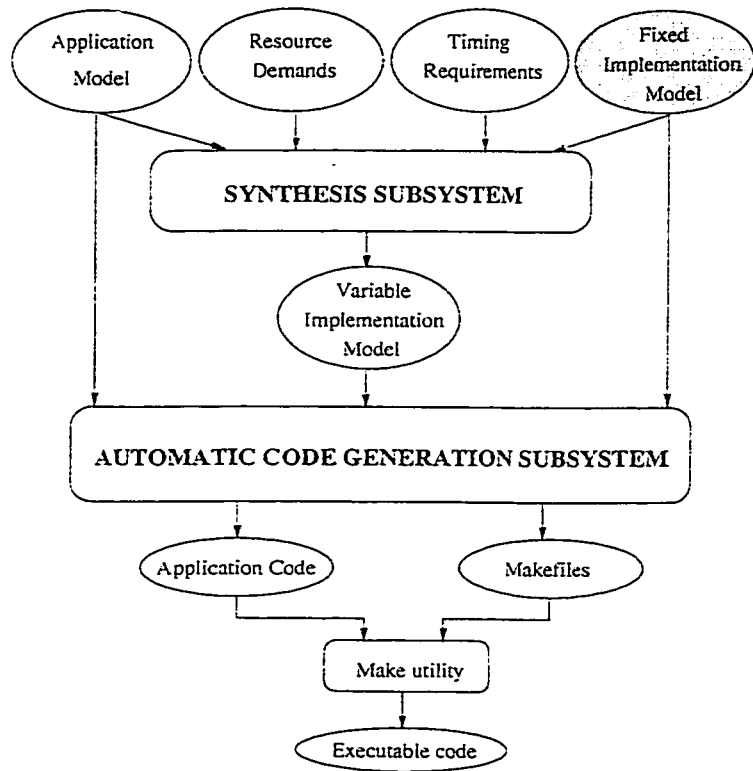 Application
Model
Resource
Demands
Timing
Requirements
Fixed
Implementation
Model
SYNTHESIS SUBSYSTEM
Variable
Implementation
Model
AUTOMATIC CODE GENERATION SUBSYSTEM
Application Code
Makefiles
Make utility
Executable code